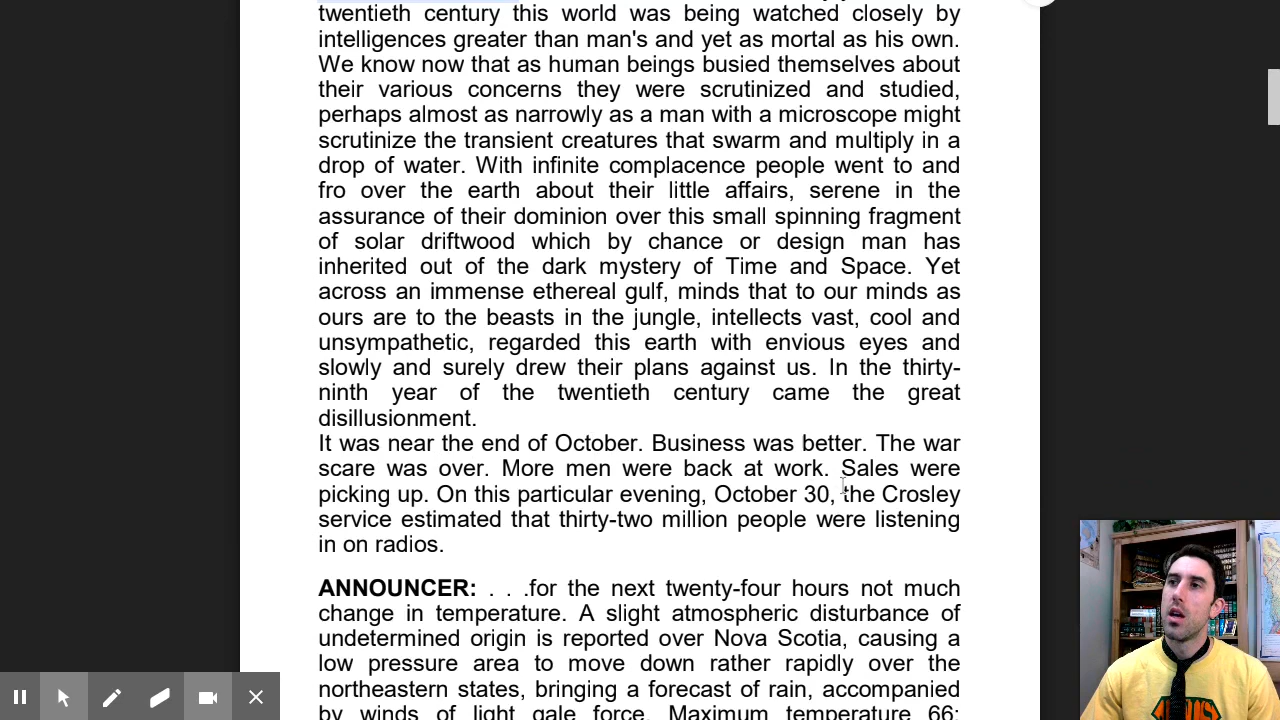 twentieth century this world was being watched closely by
intelligences greater than man's and yet as mortal as his own.
We know now that as human beings busied themselves about
their various concerns they were scrutinized and studied,
perhaps almost as narrowly as a man with a microscope might
scrutinize the transient creatures that swarm and multiply in a
drop of water. With infinite complacence people went to and
fro over the earth about their little affairs, serene in the
assurance of their dominion over this small spinning fragment
of solar driftwood which by chance or design man has
inherited out of the dark mystery of Time and Space. Yet
across an immense ethereal gulf, minds that to our minds as
ours are to the beasts in the jungle, intellects vast, cool and
unsympathetic, regarded this earth with envious eyes and
slowly and surely drew their plans against us. In the thirty-
ninth year of the twentieth century came the great
disillusionment.
It was near the end of October. Business was better. The war
scare was over. More men were back at work. Sales were
picking up. On this particular evening, October 30, the Crosley
service estimated that thirty-two million people were listening
in on radios.
ANNOUNCER: . . .for the next twenty-four hours not much
change in temperature. A slight atmospheric disturbance of
undetermined origin is reported over Nova Scotia, causing a
low pressure area to move down rather rapidly over the
northeastern states, bringing a forecast of rain, accompanied
by winds of light gale force. Maximum temperature 66;